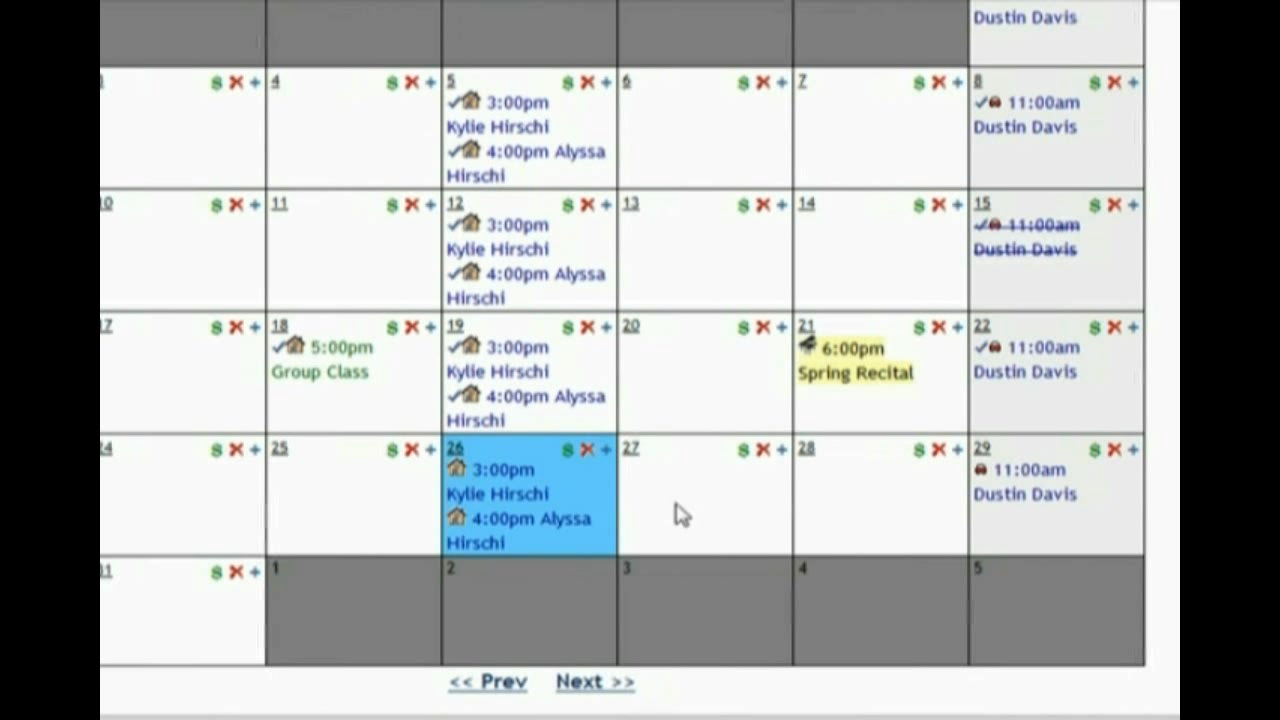 Dustin Davis
4 5 6 7 8
3:00pm 11:00am
Kylie Hirschi Dustin Davis
4:00pm Alyssa
Hirschi
10 11 12 13 14 15
3:00pm 11:00am
Kylie Hirschi Dustin Davis
4:00pm Alyssa
Hirschi
17 18 19 20 21 22
5:00pm 3:00pm 6:00pm 11:00am
Group Class Kylie Hirschi Spring Recital Dustin Davis
4:00pm Alyssa
Hirschi
24 25 26 27 28 29
3:00pm 11:00am
Kylie Hirschi Dustin Davis
4:00pm Alyssa
Hirschi
1 2 3 4 5
<< Prev Next >>